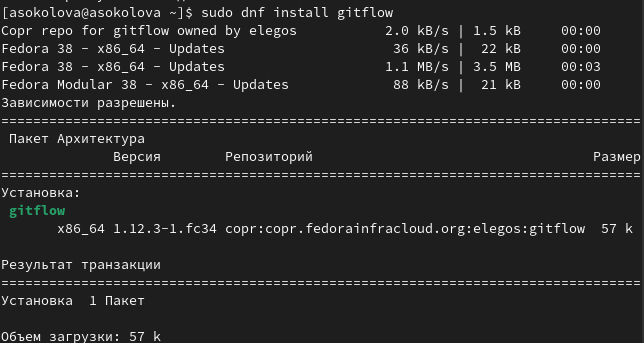 [asokolova@asokolova ~]$ sudo dnf install gitflow
Copr repo for gitflow owned by elegos 2.0 kB/s | 1.5 kB 00:00
Fedora 38 - x86_64 - Updates 36 kB/s | 22 kB 00:00
Fedora 38 - x86_64 - Updates 1.1 MB/s | 3.5 MB 00:03
Fedora Modular 38 - x86_64 - Updates 88 kB/s | 21 kB 00:00
Зависимости разрешены.
================================================================================
Пакет Архитектура
Версия Репозиторий Размер
================================================================================
Установка:
gitflow
x86_64 1.12.3-1.fc34 copr:copr.fedorainfracloud.org:elegos:gitflow 57 k
Результат транзакции
================================================================================
Установка 1 Пакет
Объем загрузки: 57 k